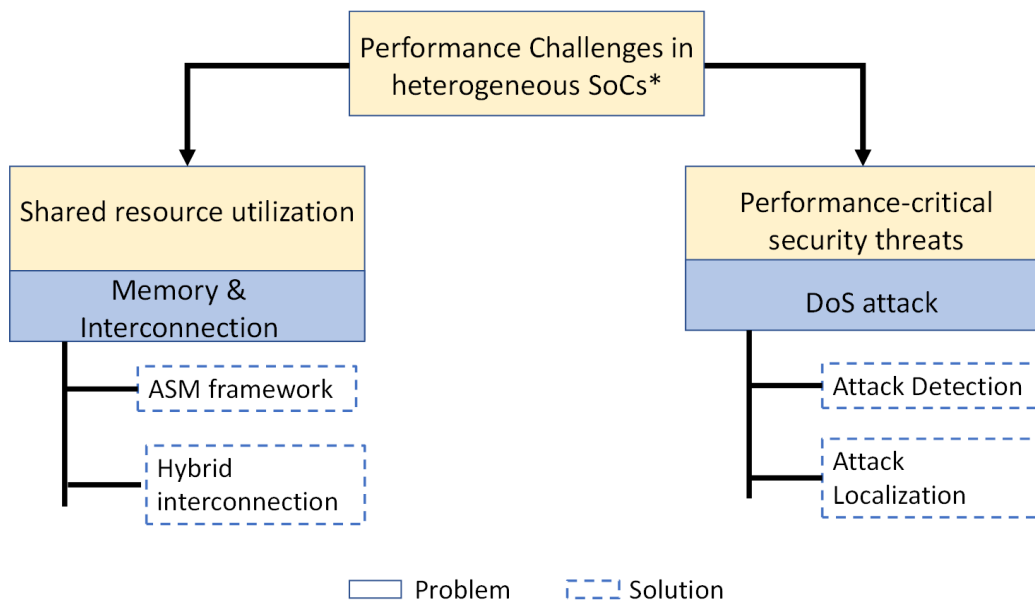 Performance Challenges in
heterogeneous SoCs*
Shared resource utilization
Memory &
Interconnection
ASM framework
Hybrid
interconnection
Performance-critical
security threats
DoS attack
Attack Detection
Attack
Localization
Problem
Solution